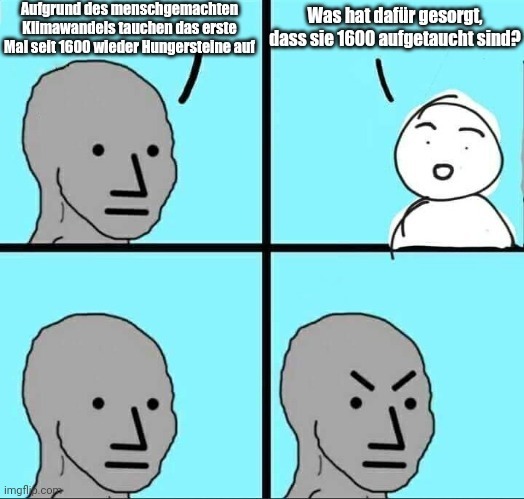 Aufgrund des menschgemachten
Klimawandels tauchen das erste
Mal seit 1600 wieder Hungersteine auf
Was hat dafür gesorgt,
dass sie 1600 aufgetaucht sind?
imgflip.com